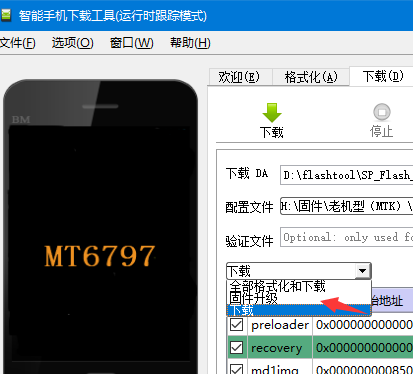 智能手机下载工具(运行时跟踪模式)
文件(F) 选项(O) 窗口(W) 帮助(H)
欢迎(E) 格式化(A) 下载(D)
下载 停止
BM
MT6797
下载 DA D:\flashtool\SP_Flash_
配置文件 H:\固件\老机型 (MTK) \
验证文件 Optional: only used fo
下载
全部格式化和下载
固件升级
下载
始地址
preloader 0x000000000000
recovery 0x000000000000
md1img 0x000000000850